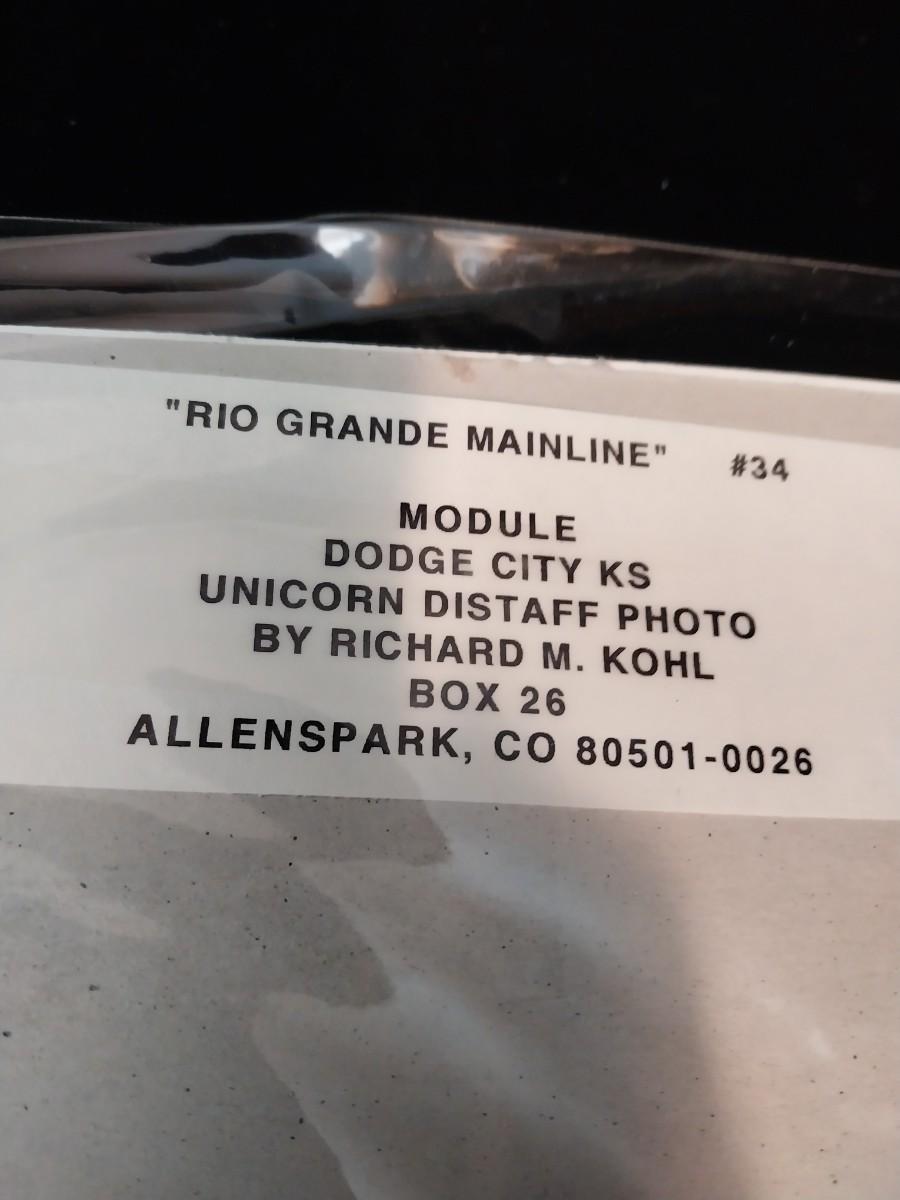 "RIO GRANDE MAINLINE" #34
MODULE
DODGE CITY KS
UNICORN DISTAFF PHOTO
BY RICHARD M. KOHL
BOX 26
ALLENSPARK, CO 80501-0026